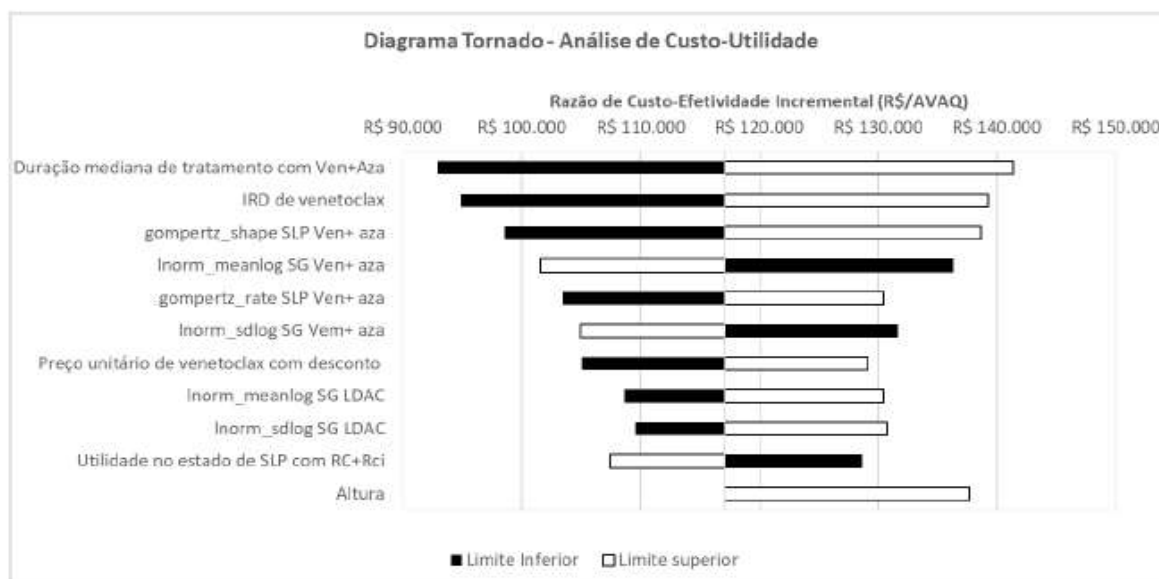 Diagrama Tornado - Análise de Custo-Utilidade
Razão de Custo-Efetividade Incremental (R$/AVAQ)
R$ 90.000 R$ 100.000 R$ 110.000 R$ 120.000 R$ 130.000 R$ 140.000 R$ 150.000
Duração mediana de tratamento com Ven+Aza
IRD de venetoclax
gompertz_shape SLP Ven+ aza
lnorm_meanlog SG Ven+ aza
gompertz_rate SLP Ven+ aza
lnorm_sdlog SG Vem+ aza
Preço unitário de venetoclax com desconto
lnorm_meanlog SG LDAC
lnorm_sdlog SG LDAC
Utilidade no estado de SLP com RC+Rci
Altura
Limite Inferior Limite superior